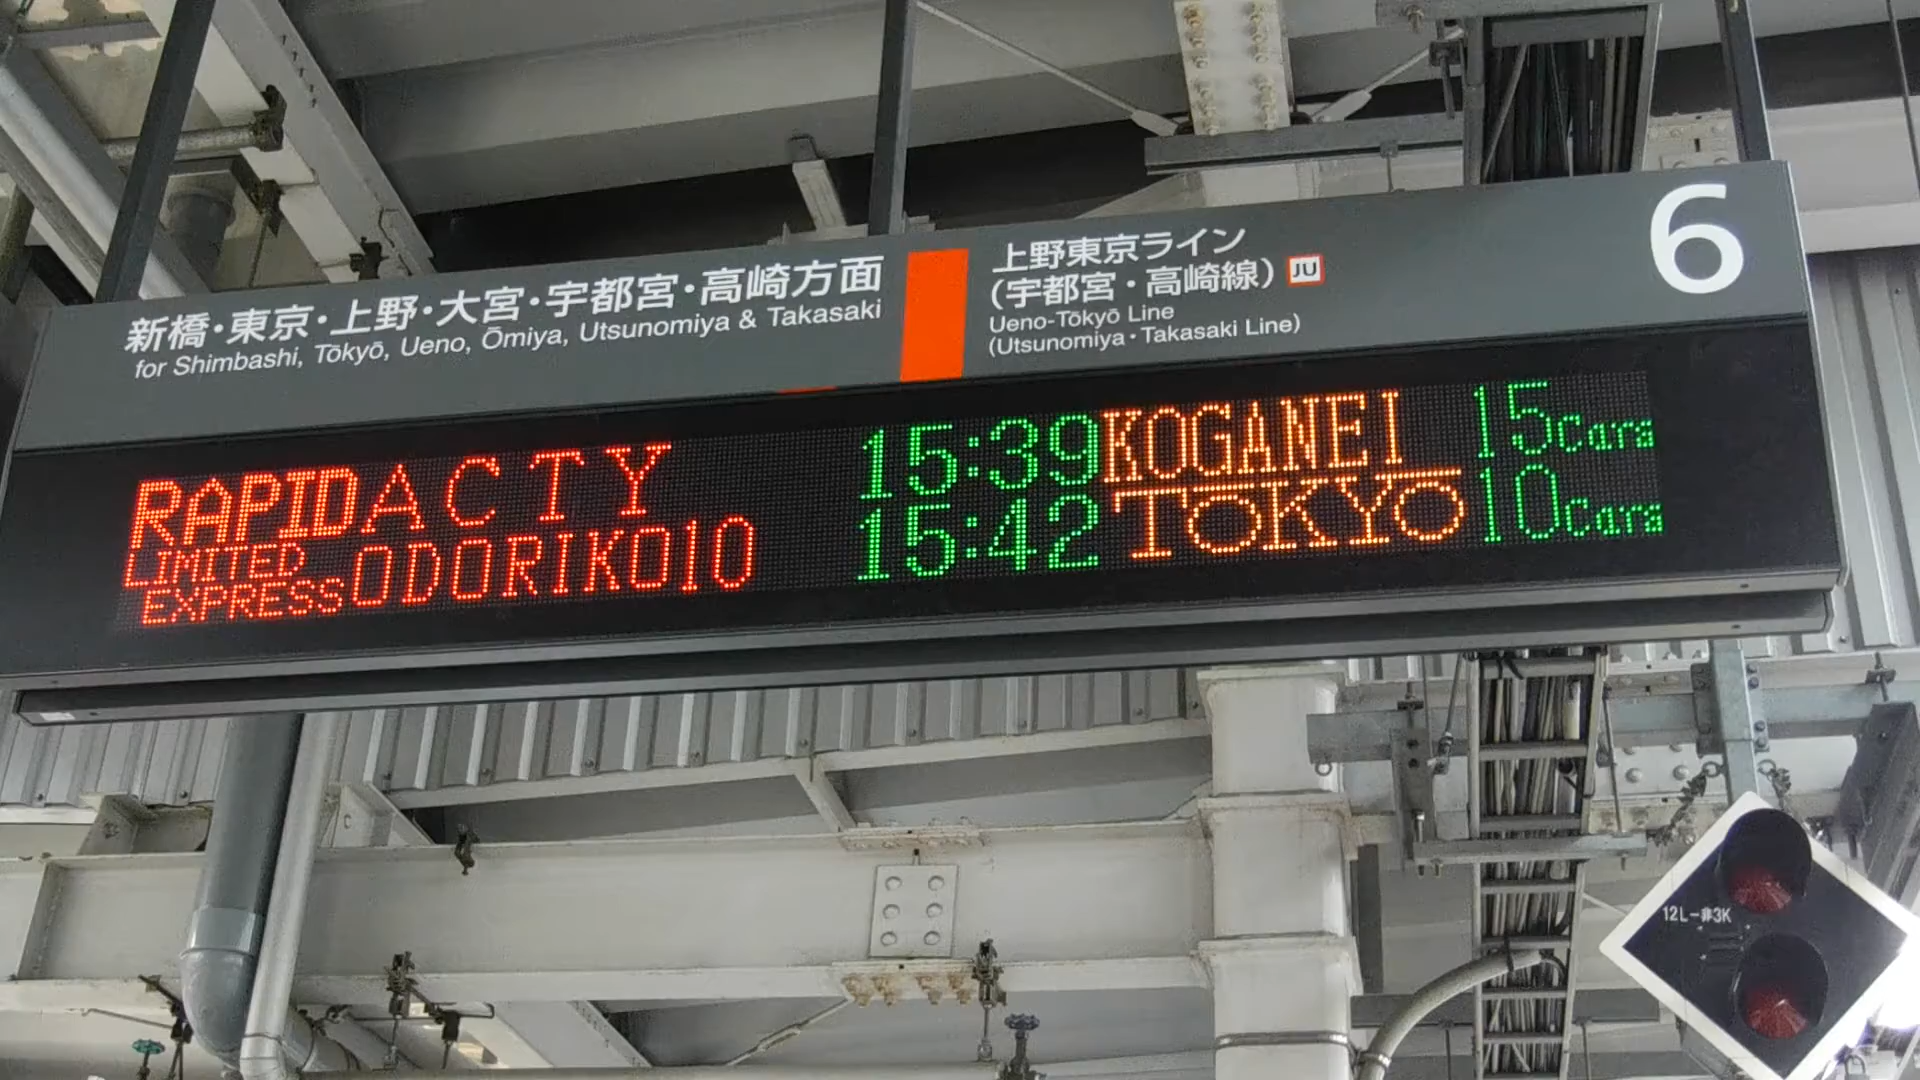 新橋・東京・上野・大宮・宇都宮・高崎方面
for Shimbashi, Tōkyō, Ueno, Ōmiya, Utsunomiya & Takasaki
上野東京ライン
(宇都宮・高崎線) JU
Ueno-Tōkyō Line
(Utsunomiya・Takasaki Line)
6
RAPID ACTY 15:39 KOGANEI 15cars
LIMITED EXPRESS ODORIKO10 15:42 TOKYO 10cars
12L-非3K